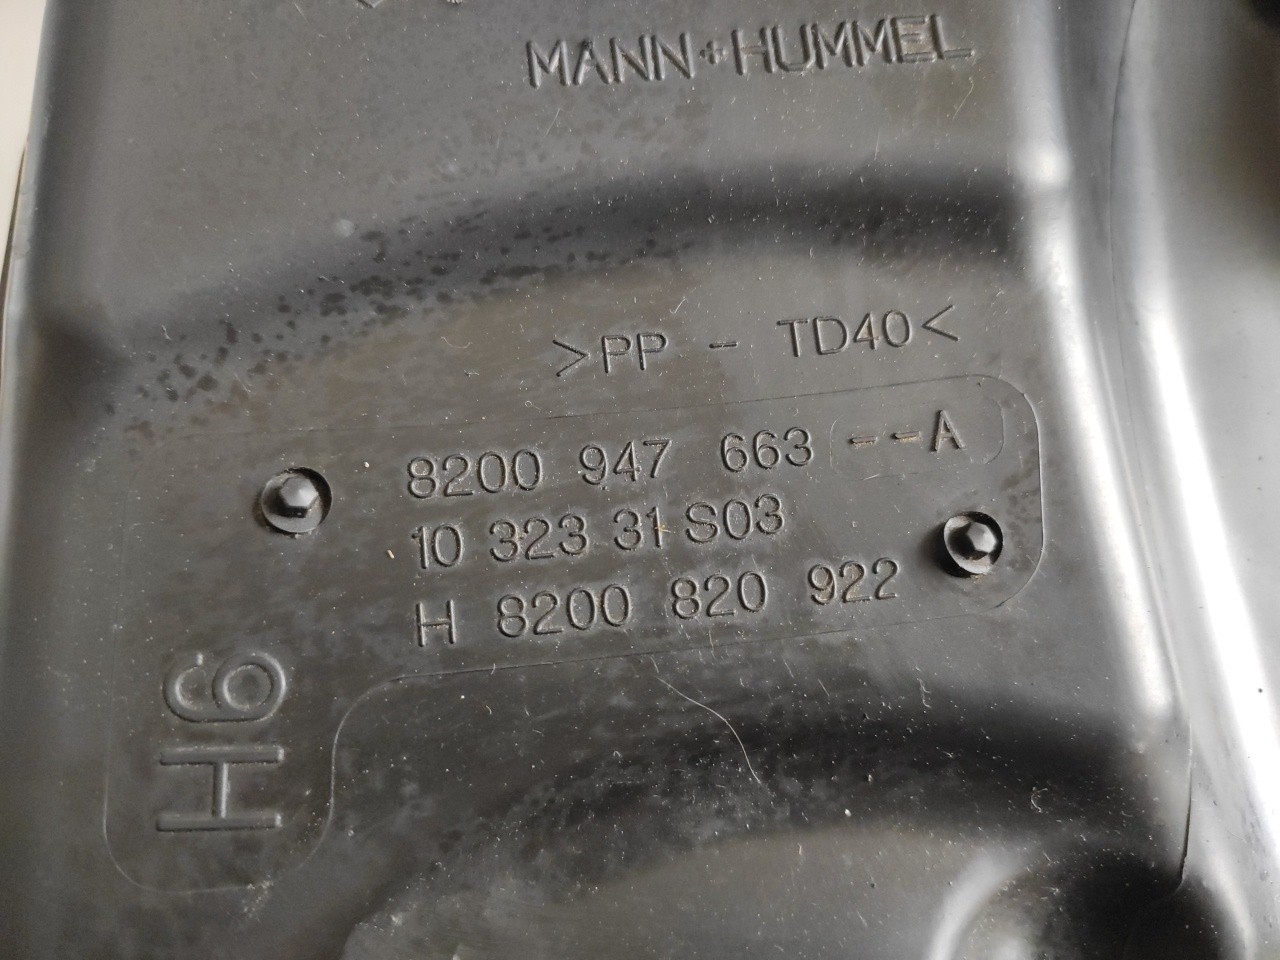 MANN+HUMMEL
>PP - TD40<
8200 947 663 --A
10 323 31 S03
H 8200 820 922
H6